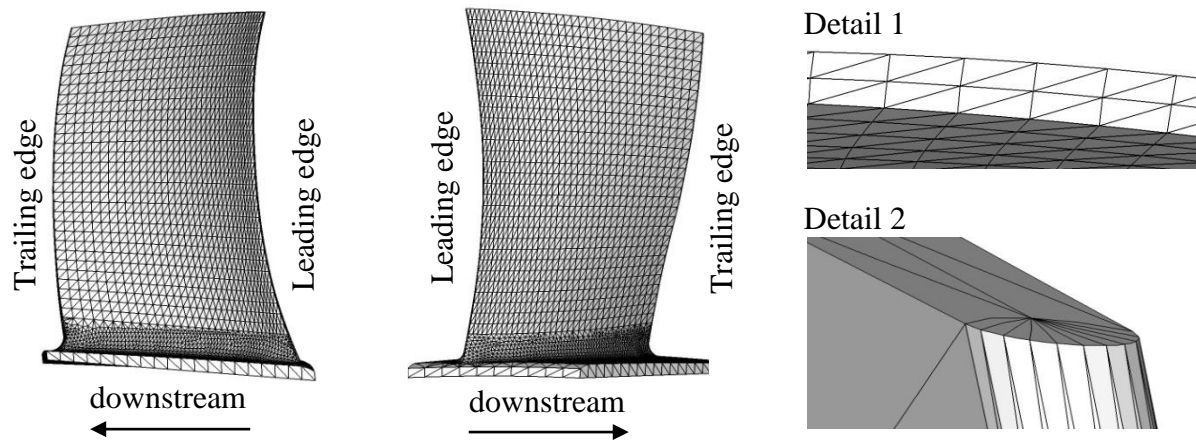 Trailing edge
Leading edge
downstream
Leading edge
Trailing edge
downstream
Detail 1
Detail 2